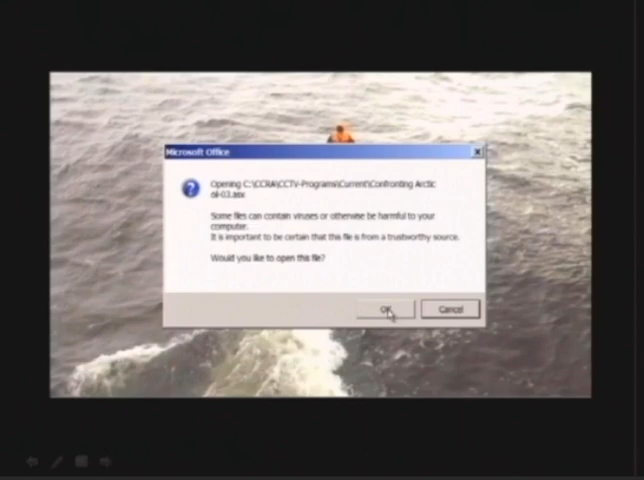 Microsoft Office
Opening C:\CCRA\CCTV-Programs\Current\Confronting Arctic
oil-03.asx
Some files can contain viruses or otherwise be harmful to your
computer.
It is important to be certain that this file is from a trustworthy source.
Would you like to open this file?
OK
Cancel